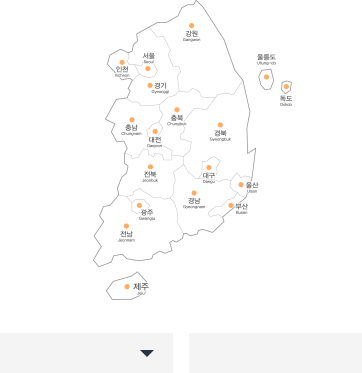 강원
Gangwon
서울
Seoul
울릉도
Ulleungdo
인천
Incheon
경기
Gyeonggi
독도
Dokdo
충북
Chungbuk
충남
Chungnam
경북
Gyeongbuk
대전
Daejeon
전북
Jeonbuk
대구
Daegu
울산
Ulsan
경남
Gyeongnam
부산
Busan
광주
Gwangju
전남
Jeonnam
제주
Jeju